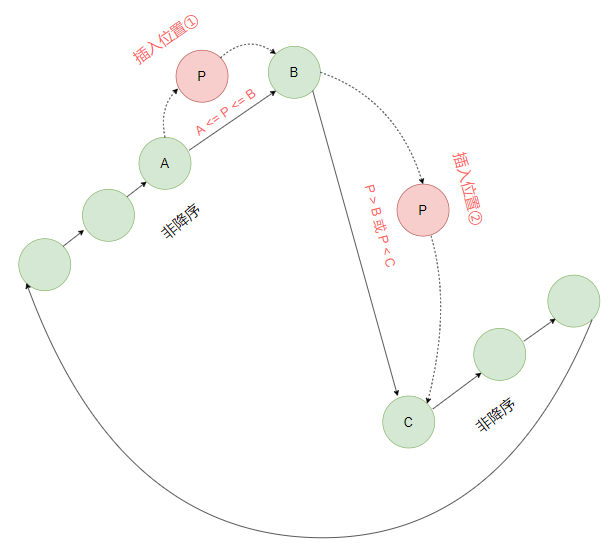 插入位置①
P
B
A <= P <= B
A
插入位置②
P > B 或 P < C
P
非降序
C
非降序